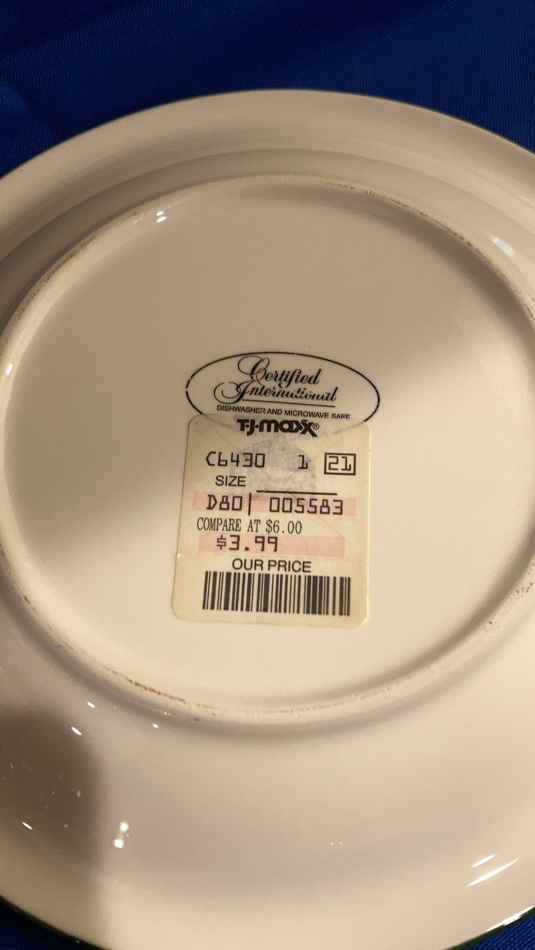 Certified
International
DISHWASHER AND MICROWAVE SAFE
T·J·maxx®
C6430 1 21
SIZE
D80| 005583
COMPARE AT $6.00
$3.99
OUR PRICE